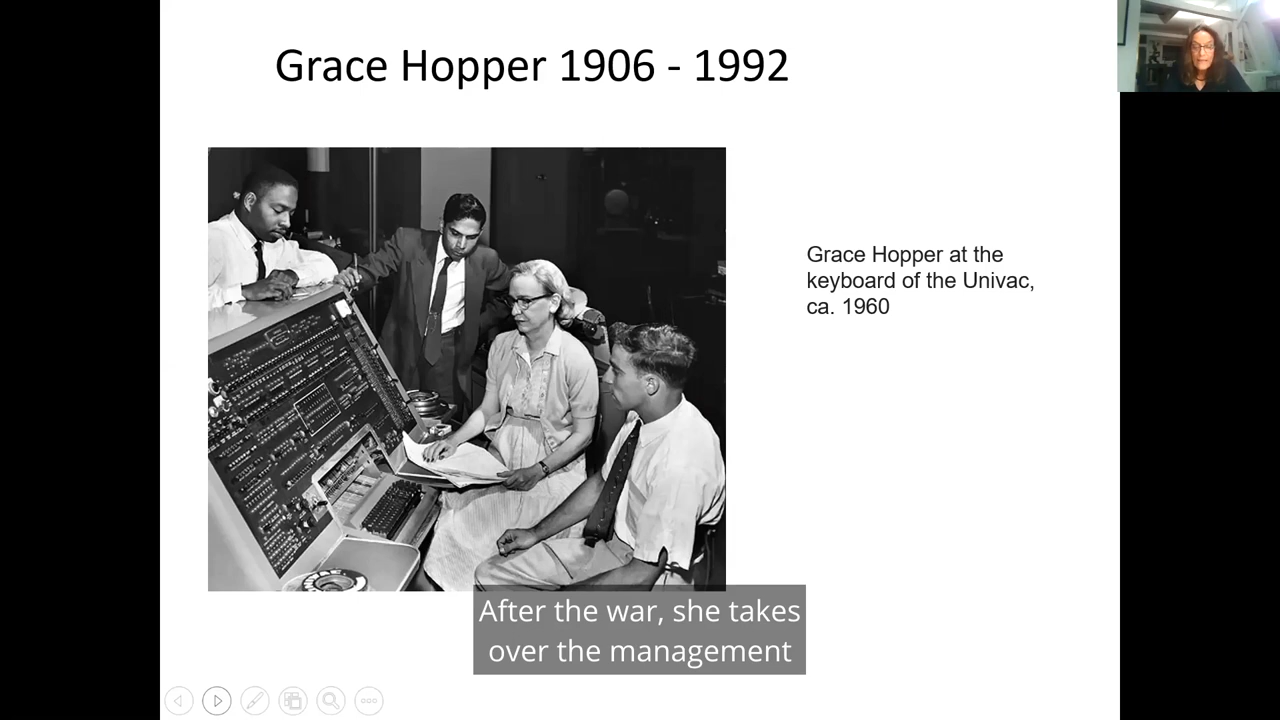 Grace Hopper 1906 - 1992
Grace Hopper at the
keyboard of the Univac,
ca. 1960
After the war, she takes
over the management